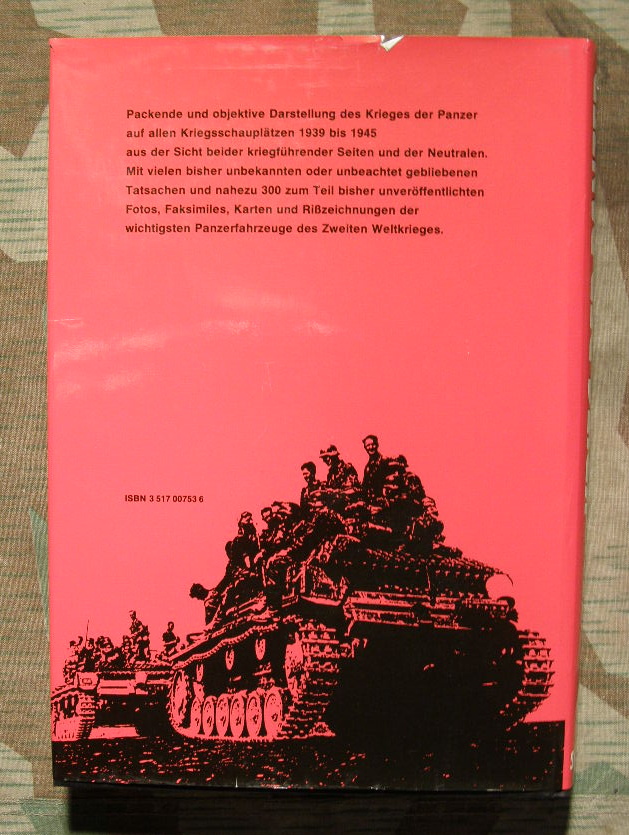 Packende und objektive Darstellung des Krieges der Panzer
auf allen Kriegsschauplätzen 1939 bis 1945
aus der Sicht beider kriegführender Seiten und der Neutralen.
Mit vielen bisher unbekannten oder unbeachtet gebliebenen
Tatsachen und nahezu 300 zum Teil bisher unveröffentlichten
Fotos, Faksimiles, Karten und Rißzeichnungen der
wichtigsten Panzerfahrzeuge des Zweiten Weltkrieges.
ISBN 3 517 00753 6